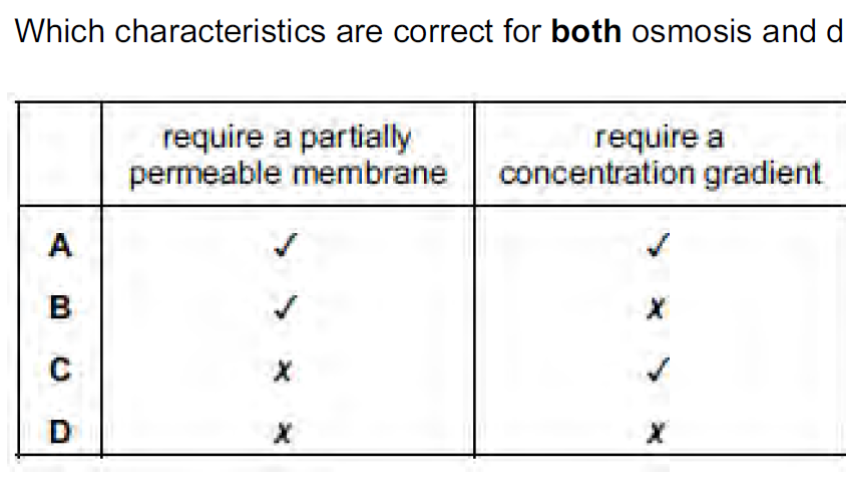 Which characteristics are correct for both osmosis and d
require a partially permeable membrane require a concentration gradient
A ✓ ✓
B ✓ ✗
C ✗ ✓
D ✗ ✗